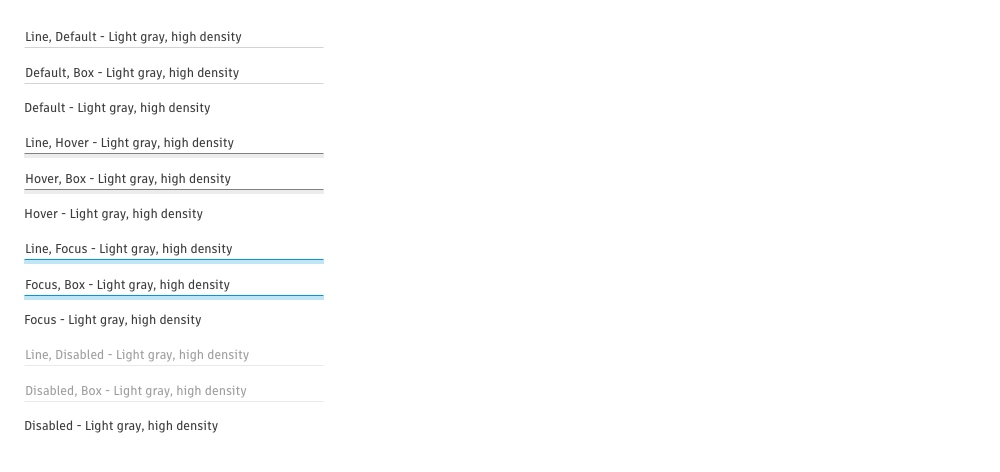 Line, Default - Light gray, high density
Default, Box - Light gray, high density
Default - Light gray, high density
Line, Hover - Light gray, high density
Hover, Box - Light gray, high density
Hover - Light gray, high density
Line, Focus - Light gray, high density
Focus, Box - Light gray, high density
Focus - Light gray, high density
Line, Disabled - Light gray, high density
Disabled, Box - Light gray, high density
Disabled - Light gray, high density